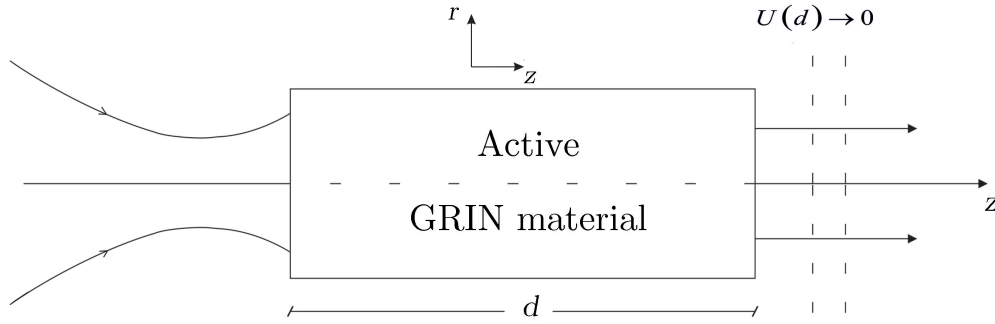 r
z
U(d)→0
Active
GRIN material
z
d